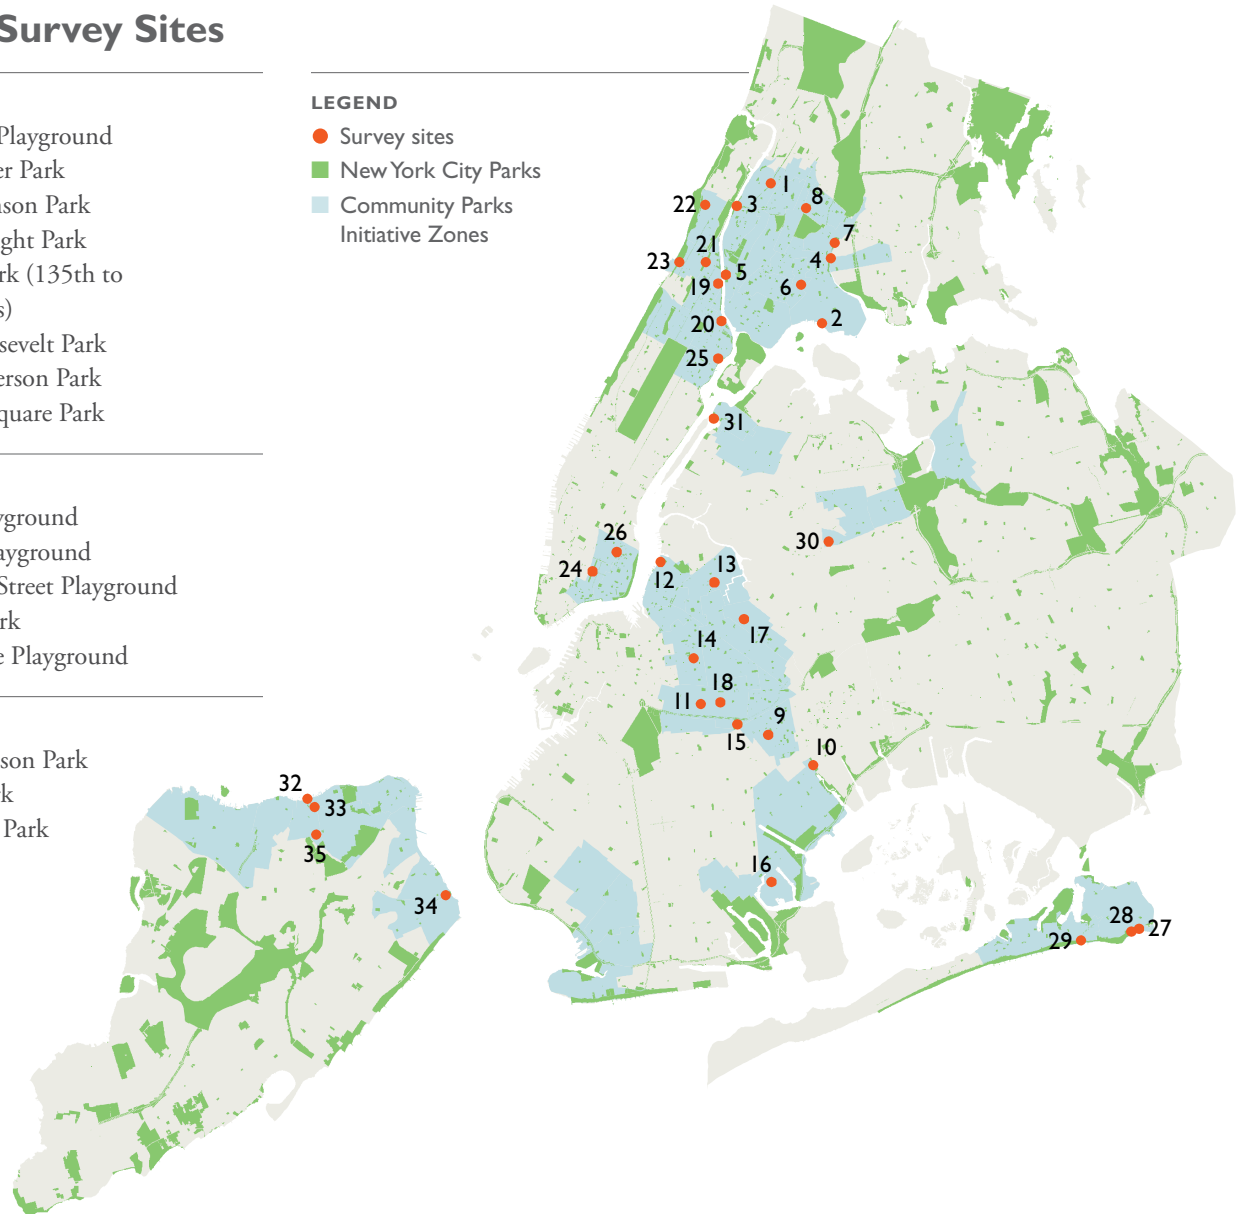 Survey Sites
Playground
er Park
nson Park
ght Park
rk (135th to
s)
sevelt Park
erson Park
quare Park
yground
ayground
Street Playground
rk
e Playground
son Park
k
Park
LEGEND
Survey sites
New York City Parks
Community Parks
Initiative Zones
1
8
22
3
7
21
4
23
5
19
6
20
2
25
31
26
30
24
12
13
14
17
18
11
9
15
10
32
33
35
16
34
28
27
29